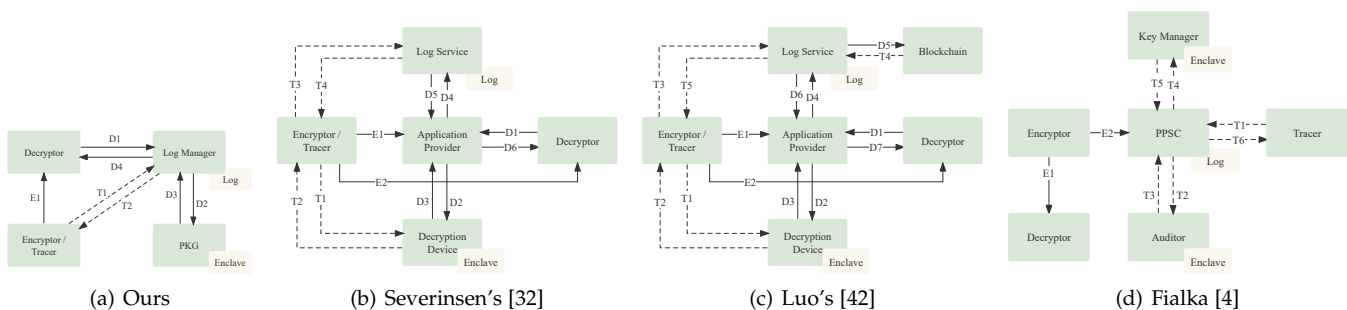 Decryptor
D1
D4
Log Manager
Log
E1
T1
T2
D3
D2
Encryptor /
Tracer
PKG
Enclave
(a) Ours
Log Service
Log
T3
T4
D5
D4
Encryptor /
Tracer
E1
Application
Provider
D1
D6
Decryptor
E2
T2
T1
D3
D2
Decryption
Device
Enclave
(b) Severinsen's [32]
Log Service
D5
T4
Blockchain
Log
T3
T5
D6
D4
Encryptor /
Tracer
E1
Application
Provider
D1
D7
Decryptor
E2
T2
T1
D3
D2
Decryption
Device
Enclave
(c) Luo's [42]
Key Manager
Enclave
T5
T4
Encryptor
E2
PPSC
T1
T6
Tracer
Log
E1
T3
T2
Decryptor
Auditor
Enclave
(d) Fialka [4]